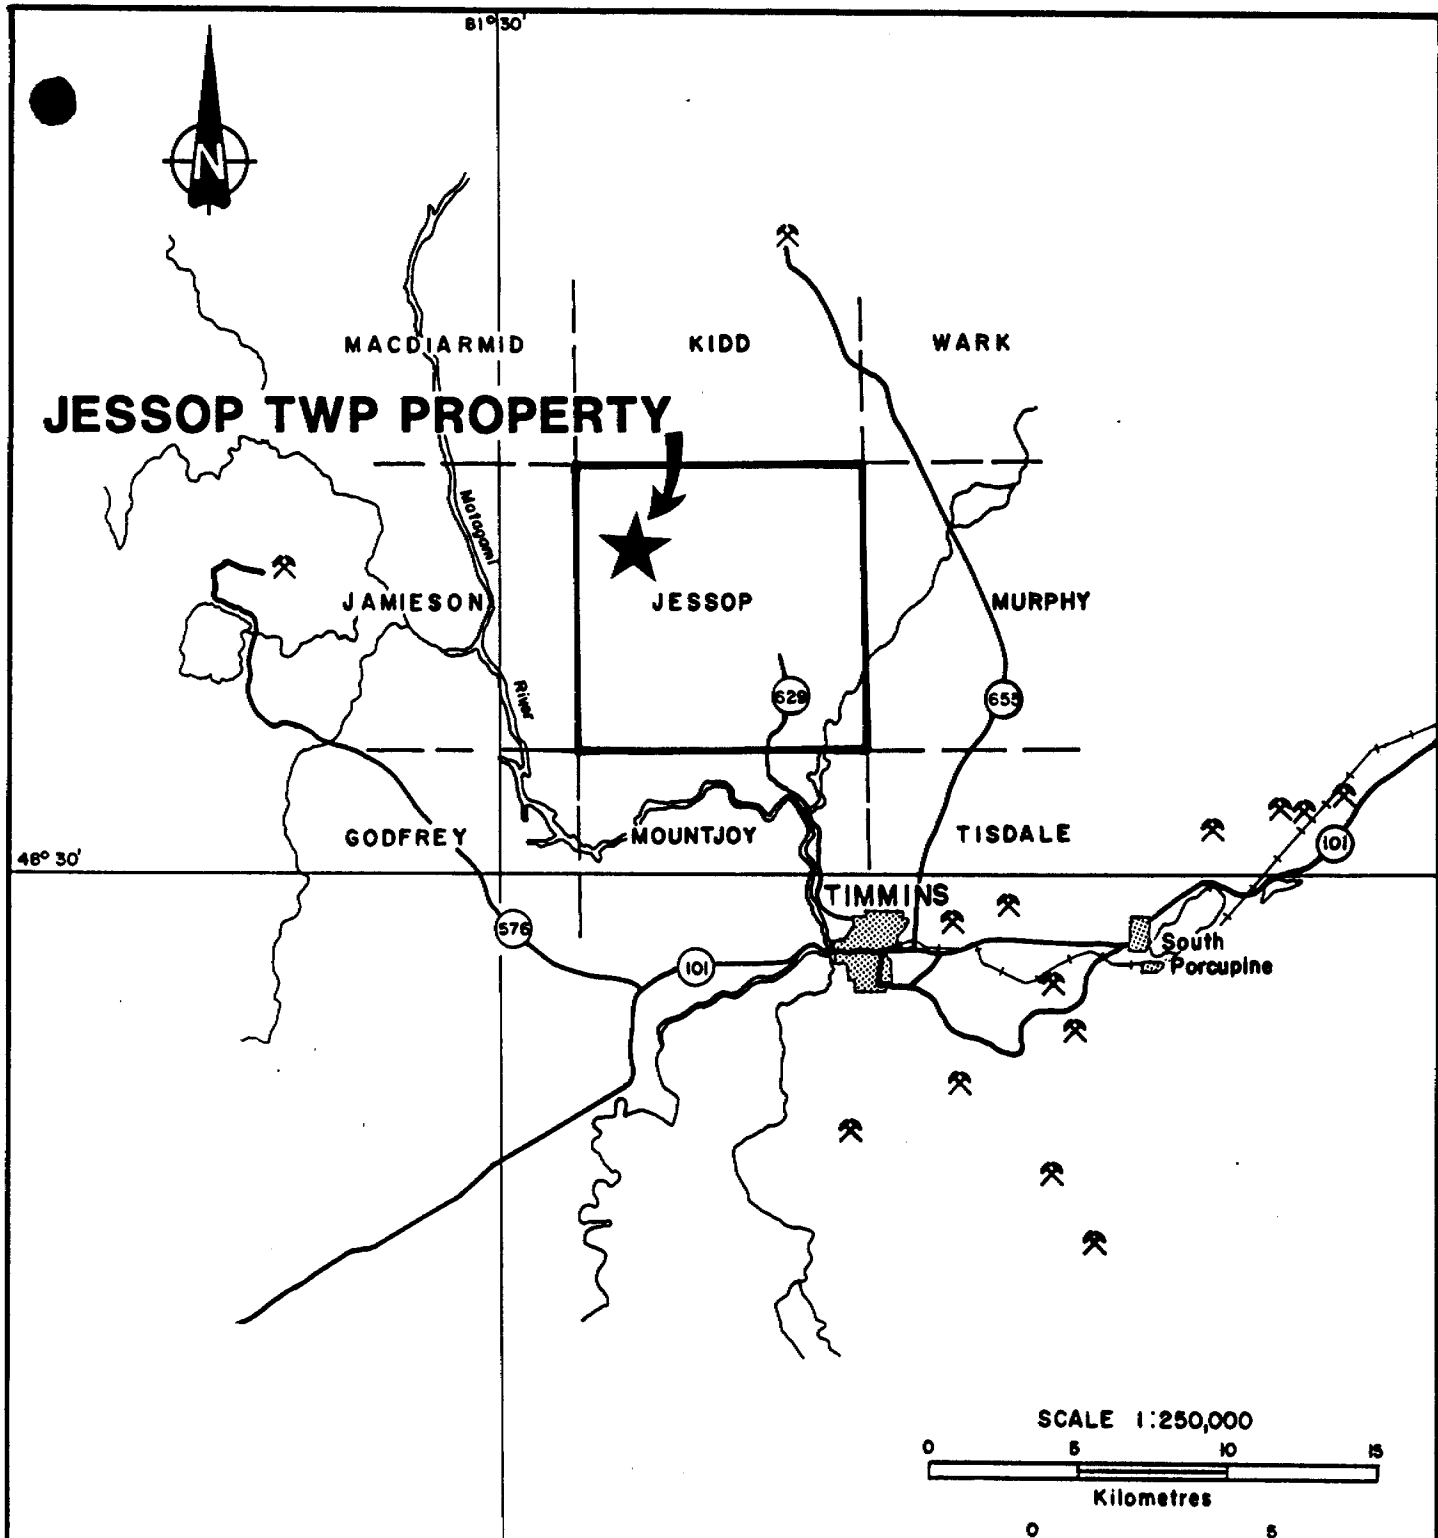 81° 30'
N
MACDIARMID
KIDD
WARK
JESSOP TWP PROPERTY
Matagami
JAMIESON
JESSOP
MURPHY
River
629
655
GODFREY
MOUNTJOY
TISDALE
101
48° 30'
TIMMINS
576
101
South
Porcupine
SCALE 1:250,000
0 5 10 15
Kilometres
0 5